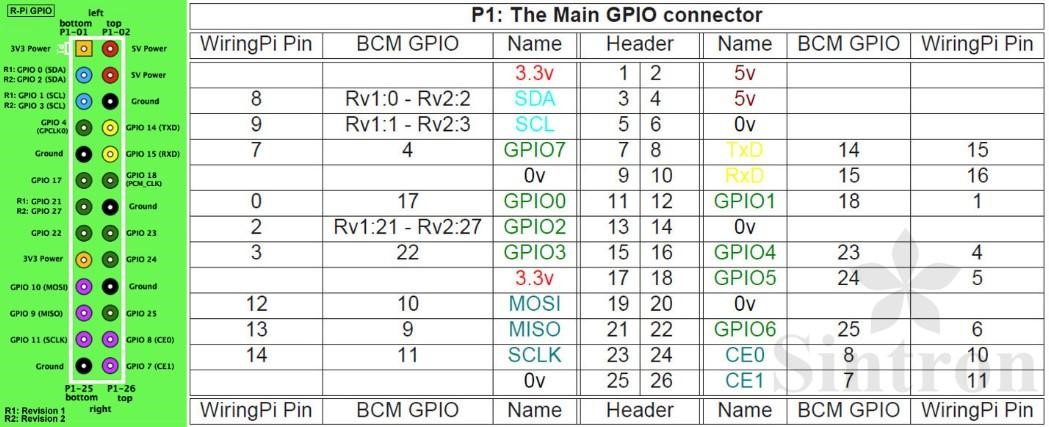 R-Pi GPIO
left
bottom top
P1-01 P1-02
3V3 Power 5V Power
R1: GPIO 0 (SDA)
R2: GPIO 2 (SDA) 5V Power
R1: GPIO 1 (SCL)
R2: GPIO 3 (SCL) Ground
GPIO 4
(GPCLK0) GPIO 14 (TXD)
Ground GPIO 15 (RXD)
GPIO 17 GPIO 18
(PCM_CLK)
R1: GPIO 21
R2: GPIO 27 Ground
GPIO 22 GPIO 23
3V3 Power GPIO 24
GPIO 10 (MOSI) Ground
GPIO 9 (MISO) GPIO 25
GPIO 11 (SCLK) GPIO 8 (CE0)
Ground GPIO 7 (CE1)
P1-25 P1-26
bottom top
right
R1: Revision 1
R2: Revision 2
P1: The Main GPIO connector
WiringPi Pin BCM GPIO Name Header Name BCM GPIO WiringPi Pin
3.3v 1 2 5v
8 Rv1:0 - Rv2:2 SDA 3 4 5v
9 Rv1:1 - Rv2:3 SCL 5 6 0v
7 4 GPIO7 7 8 TxD 14 15
0v 9 10 RxD 15 16
0 17 GPIO0 11 12 GPIO1 18 1
2 Rv1:21 - Rv2:27 GPIO2 13 14 0v
3 22 GPIO3 15 16 GPIO4 23 4
3.3v 17 18 GPIO5 24 5
12 10 MOSI 19 20 0v
13 9 MISO 21 22 GPIO6 25 6
14 11 SCLK 23 24 CE0 8 10
0v 25 26 CE1 7 11
WiringPi Pin BCM GPIO Name Header Name BCM GPIO WiringPi Pin
Sintron